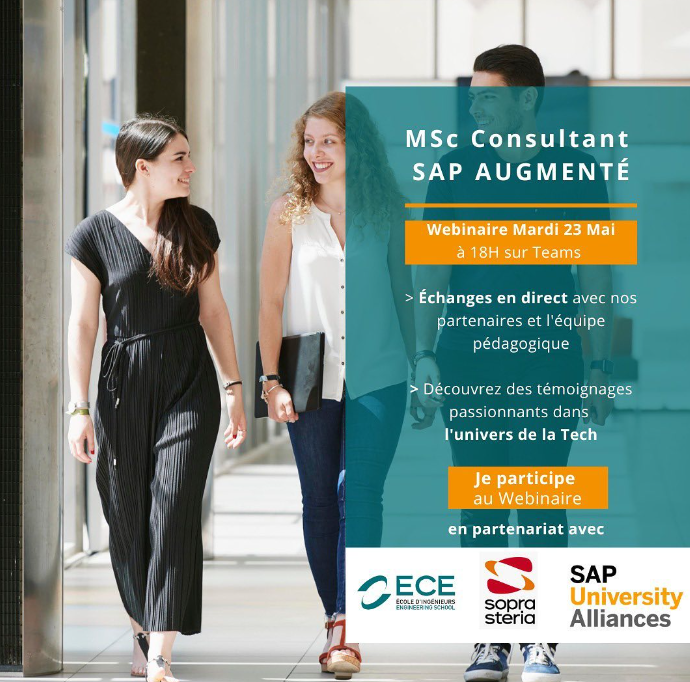 MSc Consultant
SAP AUGMENTÉ
Webinaire Mardi 23 Mai
à 18H sur Teams
> Échanges en direct avec nos
partenaires et l'équipe
pédagogique
> Découvrez des témoignages
passionnants dans
l'univers de la Tech
Je participe
au Webinaire
en partenariat avec
ECE
ÉCOLE D'INGÉNIEURS
ENGINEERING SCHOOL
sopra
steria
SAP
University
Alliances